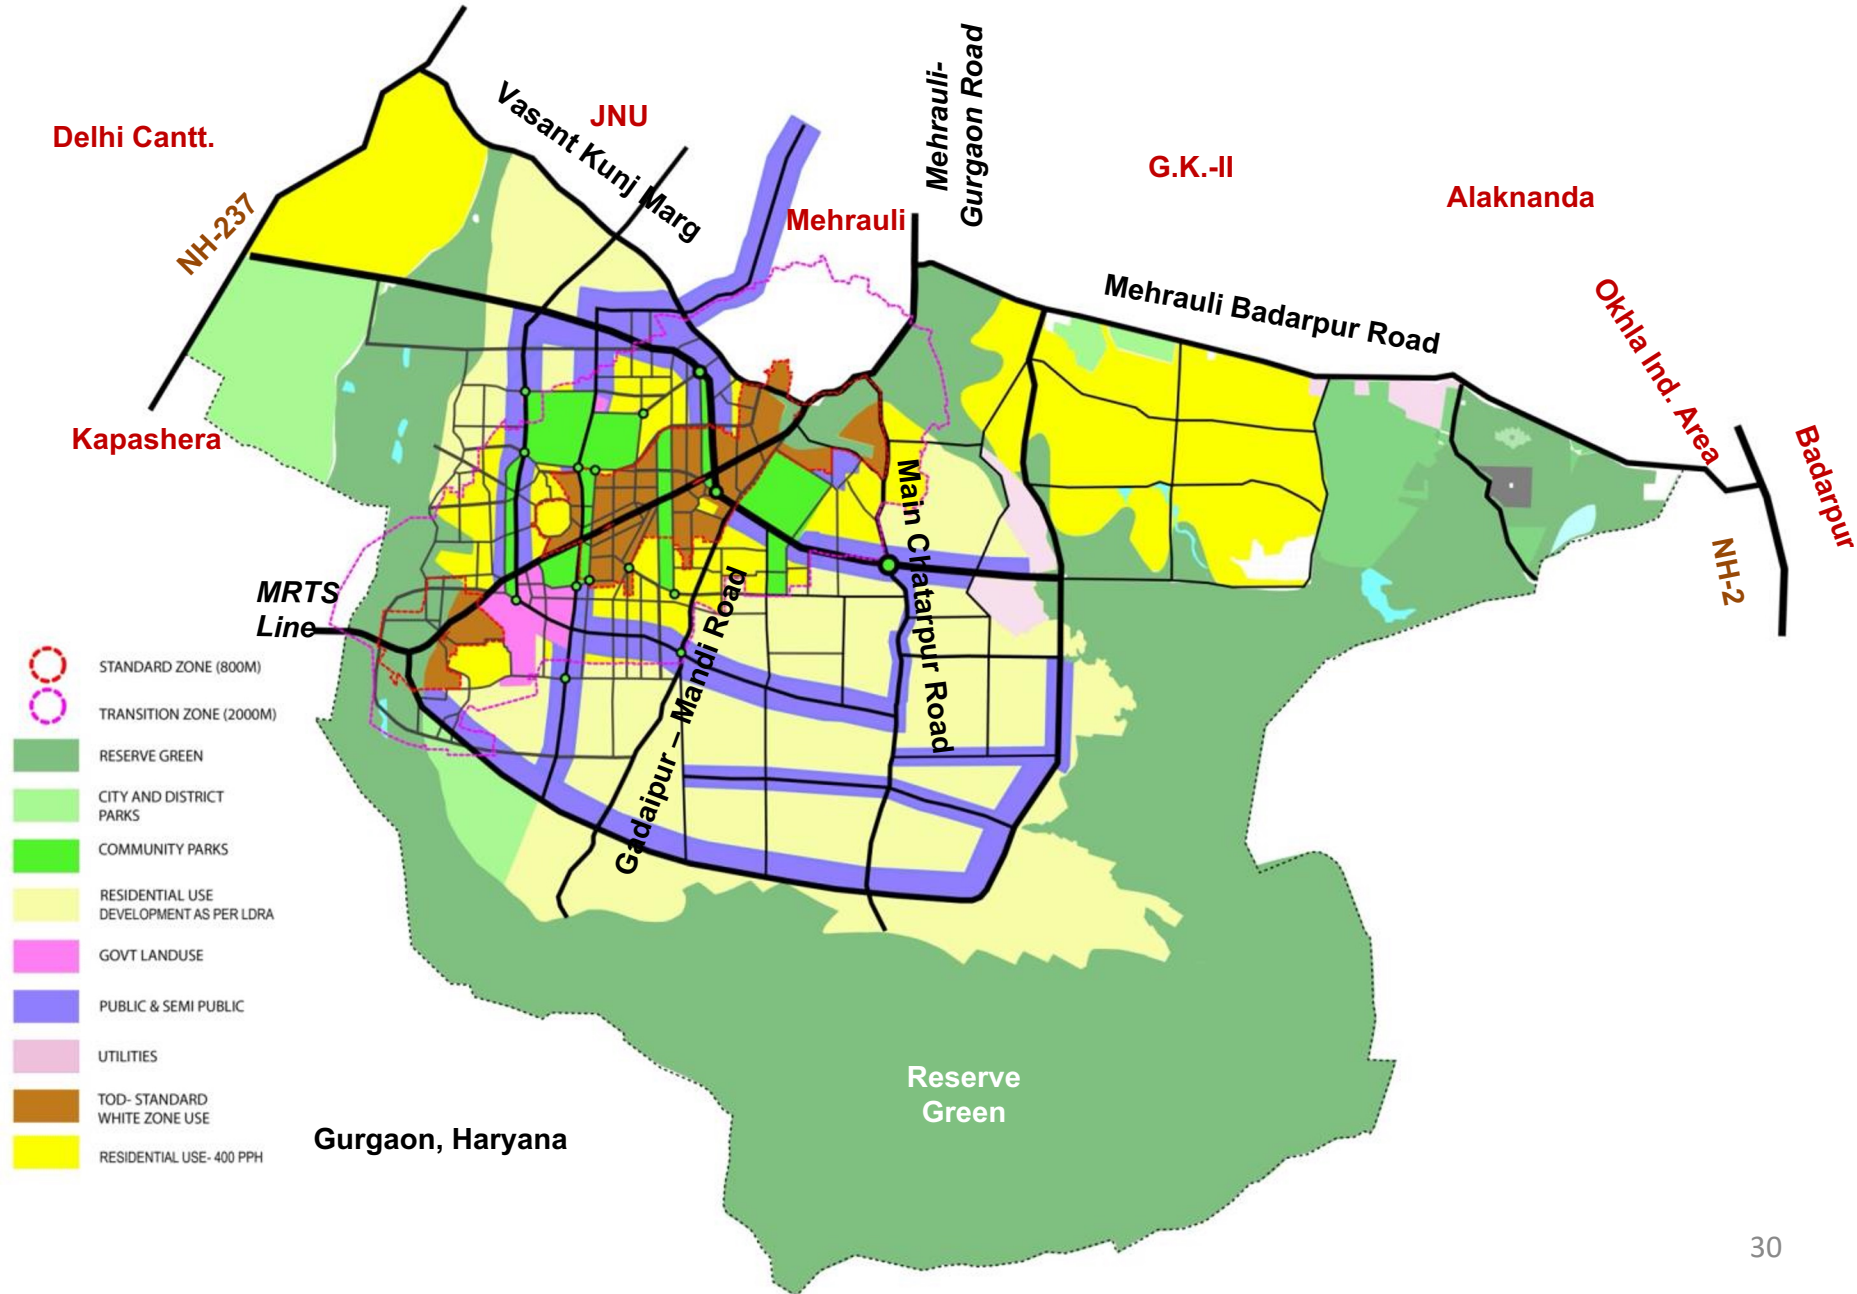 Delhi Cantt.
JNU
Vasant Kunj Marg
Mehrauli-
Gurgaon Road
Mehrauli
G.K.-II
Alaknanda
NH-237
Mehrauli Badarpur Road
Okhla Ind. Area
Badarpur
NH-2
Kapashera
Main Chatarpur Road
Gadaipur – Mandi Road
MRTS
Line
STANDARD ZONE (800M)
TRANSITION ZONE (2000M)
RESERVE GREEN
CITY AND DISTRICT
PARKS
COMMUNITY PARKS
RESIDENTIAL USE
DEVELOPMENT AS PER LDRA
GOVT LANDUSE
PUBLIC & SEMI PUBLIC
UTILITIES
TOD- STANDARD
WHITE ZONE USE
RESIDENTIAL USE- 400 PPH
Gurgaon, Haryana
Reserve
Green
30